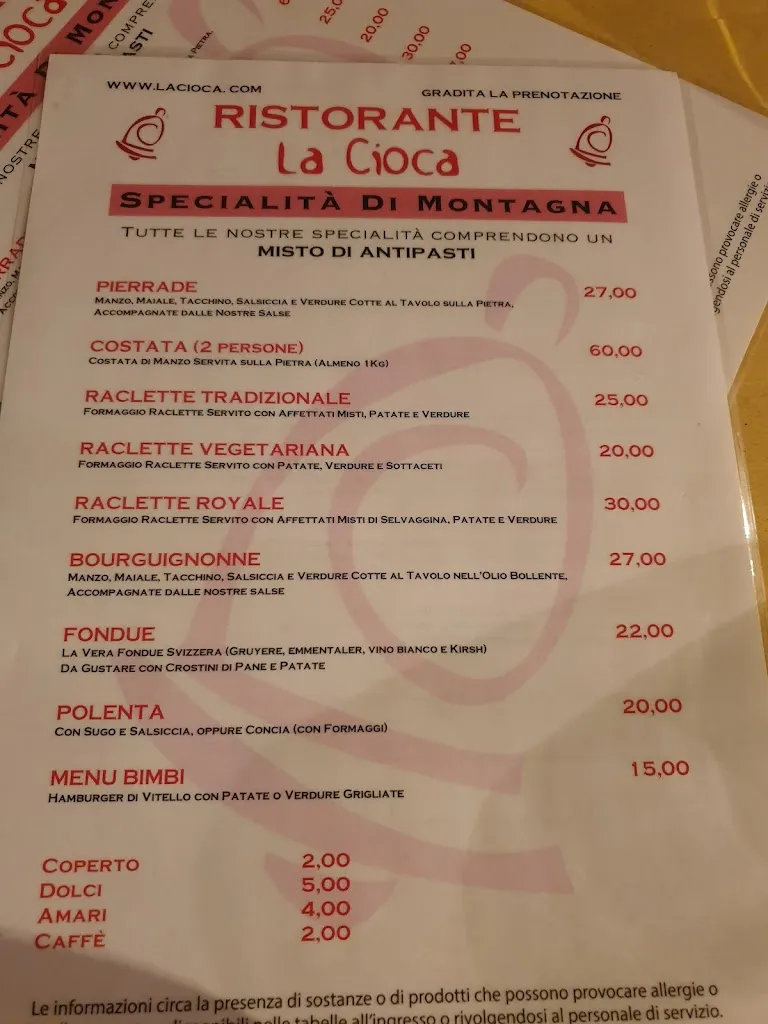 WWW.LACIOCA. COM
GRADITA LA PRENOTAZIONE
RISTORANTE
La Cioca
SPECIALITÀ DI MONTAGNA
TUTTE LE NOSTRE SPECIALITÀ COMPRENDONO UN
MISTO DI ANTIPASTI
PIERRADE 27,00
MANZO, MAIALE, TACCHINO, SALSICCIA E VERDURE COTTE AL TAVOLO SULLA PIETRA,
ACCOMPAGNATE DALLE NOSTRE SALSE
COSTATA (2 PERSONE) 60,00
COSTATA DI MANZO SERVITA SULLA PIETRA (ALMENO 1KG)
RACLETTE TRADIZIONALE 25,00
FORMAGGIO RACLETTE SERVITO CON AFFETTATI MISTI, PATATE E VERDURE
RACLETTE VEGETARIANA 20,00
FORMAGGIO RACLETTE SERVITO CON PATATE, VERDURE E SOTTACETI
RACLETTE ROYALE 30,00
FORMAGGIO RACLETTE SERVITO CON AFFETTATI MISTI DI SELVAGGINA, PATATE E VERDURE
BOURGUIGNONNE 27,00
MANZO, MAIALE, TACCHINO, SALSICCIA E VERDURE COTTE AL TAVOLO NELL'OLIO BOLLENTE,
ACCOMPAGNATE DALLE NOSTRE SALSE
FONDUE 22,00
LA VERA FONDUE SVIZZERA (GRUYERE, EMMENTALER, VINO BIANCO E KIRSH)
DA GUSTARE CON CROSTINI DI PANE E PATATE
POLENTA 20,00
CON SUGO E SALSICCIA, OPPURE CONCIA (CON FORMAGGI)
MENU BIMBI 15,00
HAMBURGER DI VITELLO CON PATATE O VERDURE GRIGLIATE
COPERTO 2,00
DOLCI 5,00
AMARI 4,00
CAFFÈ 2,00
Le informazioni circa la presenza di sostanze o di prodotti che possono provocare allergie o
nelle tabelle all'ingresso o rivolgendosi al personale di servizio.